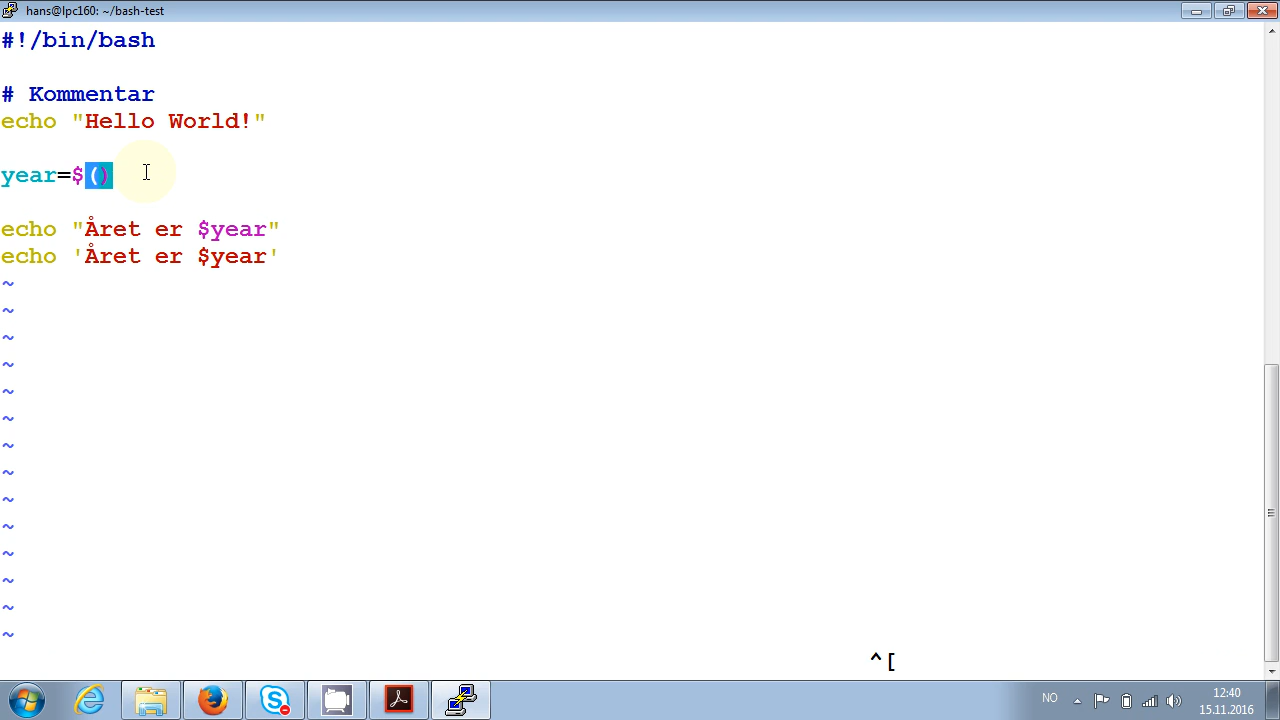 hans@lpc160: ~/bash-test
#!/bin/bash
# Kommentar
echo "Hello World!"
year=$()
echo "Året er $year"
echo 'Året er $year'
~
~
~
~
~
~
~
~
~
~
~
~
~
~
^[
NO
12:40
15.11.2016